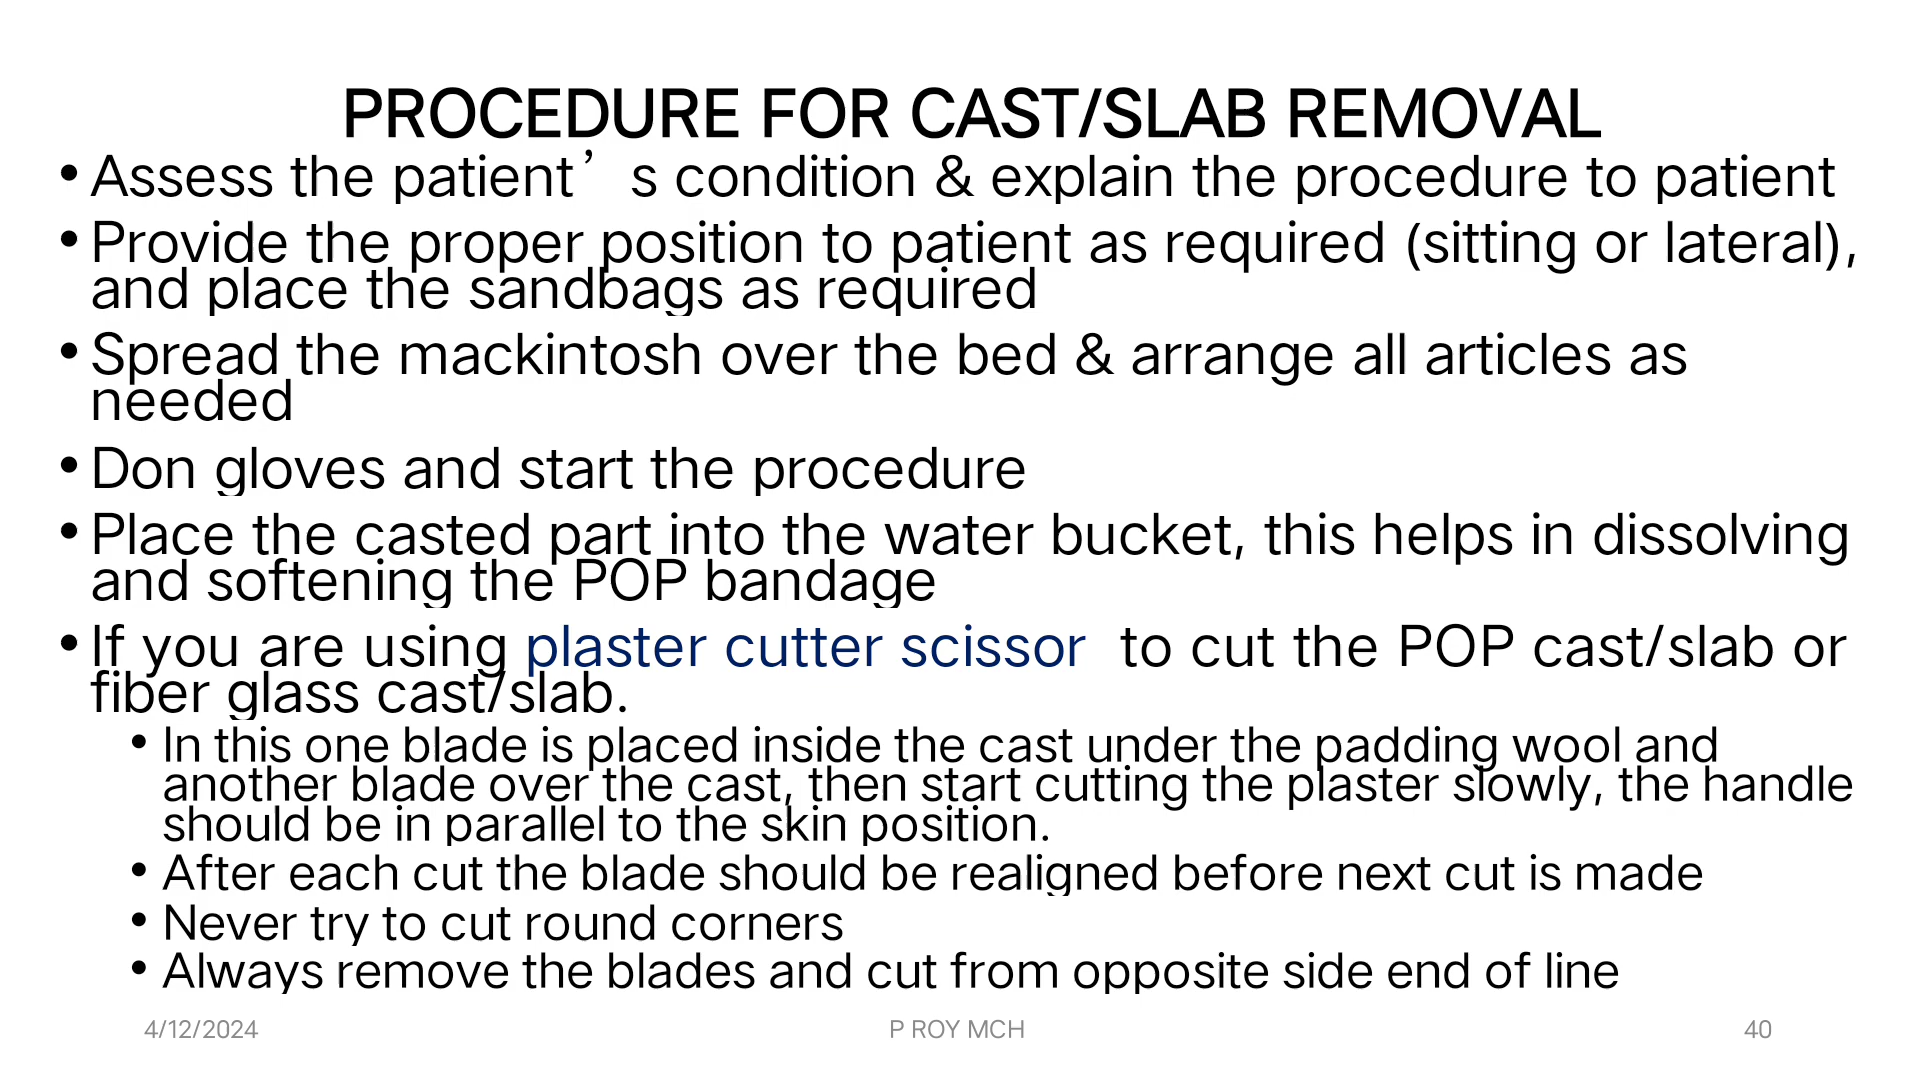 PROCEDURE FOR CAST/SLAB REMOVAL
• Assess the patient’s condition & explain the procedure to patient
• Provide the proper position to patient as required (sitting or lateral),
and place the sandbags as required
• Spread the mackintosh over the bed & arrange all articles as
needed
• Don gloves and start the procedure
• Place the casted part into the water bucket, this helps in dissolving
and softening the POP bandage
• If you are using plaster cutter scissor  to cut the POP cast/slab or
fiber glass cast/slab.
• In this one blade is placed inside the cast under the padding wool and
another blade over the cast, then start cutting the plaster slowly, the handle
should be in parallel to the skin position.
• After each cut the blade should be realigned before next cut is made
• Never try to cut round corners
• Always remove the blades and cut from opposite side end of line
4/12/2024
P ROY MCH
40